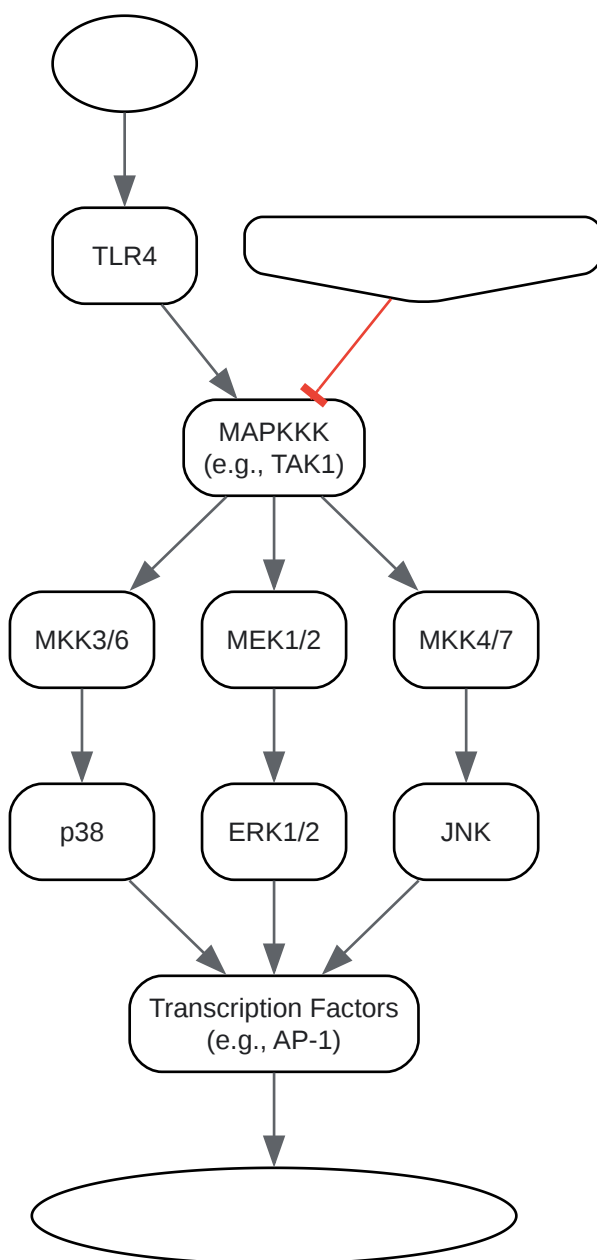 TLR4
MAPKKK
(e.g., TAK1)
MKK3/6
MEK1/2
MKK4/7
p38
ERK1/2
JNK
Transcription Factors
(e.g., AP-1)